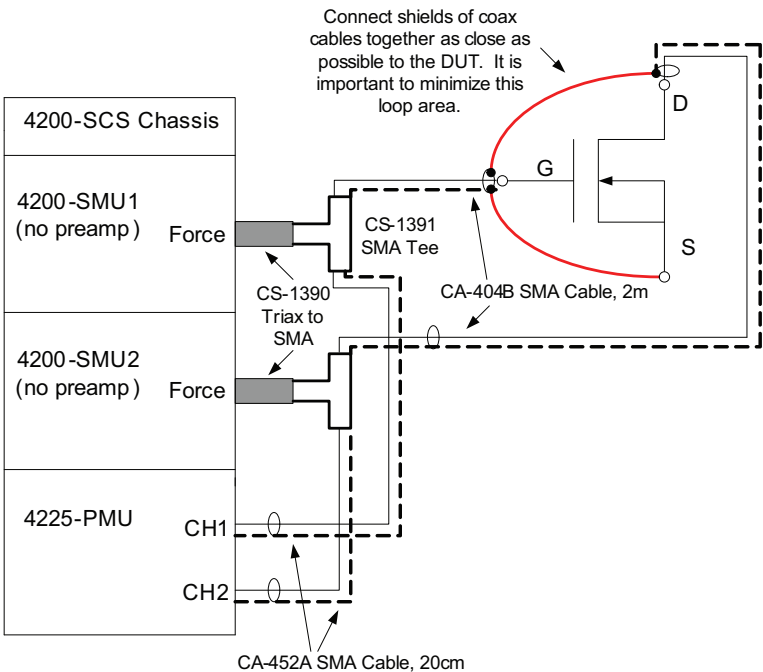 Connect shields of coax
cables together as close as
possible to the DUT. It is
important to minimize this
loop area.
4200-SCS Chassis
D
4200-SMU1
(no preamp)
Force
G
CS-1391
SMA Tee
S
CS-1390
Triax to
SMA
CA-404B SMA Cable, 2m
4200-SMU2
(no preamp)
Force
4225-PMU
CH1
CH2
CA-452A SMA Cable, 20cm